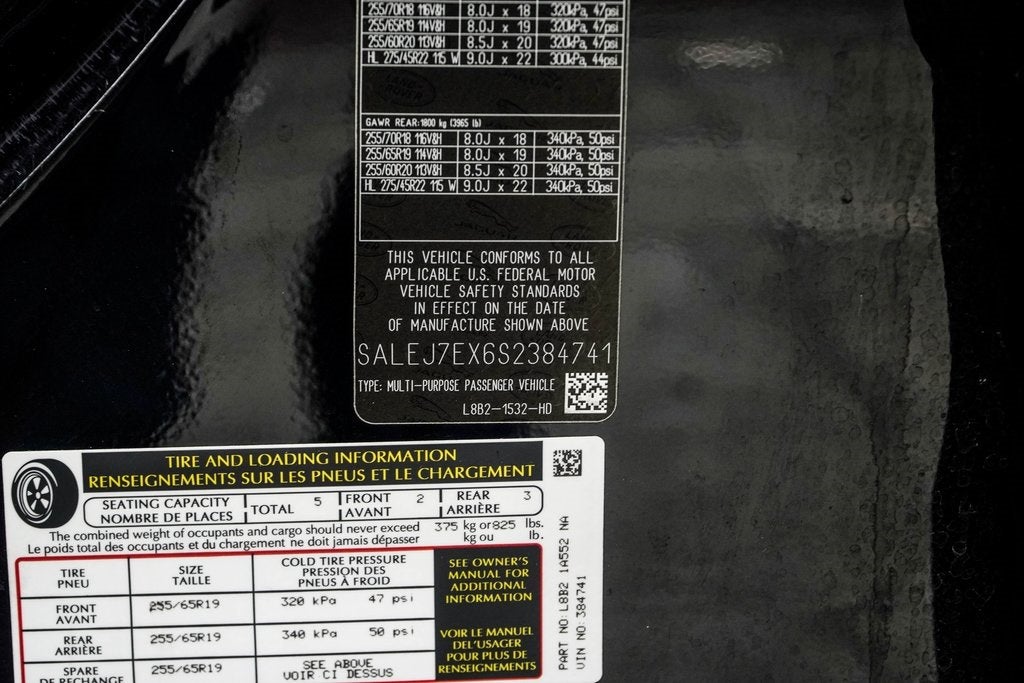 255/70R18 116V&H 8.0J x 18 320kPa, 47psi
255/65R19 114V&H 8.0J x 19 320kPa, 47psi
255/60R20 113V&H 8.5J x 20 320kPa, 47psi
HL 275/45R22 115 W 9.0J x 22 300kPa, 44psi
GAWR REAR: 1800 kg (3965 lb)
255/70R18 116V&H 8.0J x 18 340kPa, 50psi
255/65R19 114V&H 8.0J x 19 340kPa, 50psi
255/60R20 113V&H 8.5J x 20 340kPa, 50psi
HL 275/45R22 115 W 9.0J x 22 340kPa, 50psi
THIS VEHICLE CONFORMS TO ALL
APPLICABLE U.S. FEDERAL MOTOR
VEHICLE SAFETY STANDARDS
IN EFFECT ON THE DATE
OF MANUFACTURE SHOWN ABOVE
SALEJ7EX6S2384741
TYPE: MULTI-PURPOSE PASSENGER VEHICLE
L8B2-1532-HD
TIRE AND LOADING INFORMATION
RENSEIGNEMENTS SUR LES PNEUS ET LE CHARGEMENT
SEATING CAPACITY
NOMBRE DE PLACES
TOTAL 5
FRONT
AVANT 2
REAR
ARRIÈRE 3
The combined weight of occupants and cargo should never exceed 375 kg or 825 lbs.
Le poids total des occupants et du chargement ne doit jamais dépasser kg ou lb.
TIRE
PNEU
SIZE
TAILLE
COLD TIRE PRESSURE
PRESSION DES
PNEUS À FROID
FRONT
AVANT
255/65R19 320 kPa 47 psi
REAR
ARRIÈRE
255/65R19 340 kPa 50 psi
SPARE
DE RECHANGE
255/65R19
SEE ABOVE
VOIR CI DESSUS
SEE OWNER'S
MANUAL FOR
ADDITIONAL
INFORMATION
VOIR LE MANUEL
DEL'USAGER
POUR PLUS DE
RENSEIGNEMENTS
PART NO: L8B2 1A552 NA
VIN NO: 384741